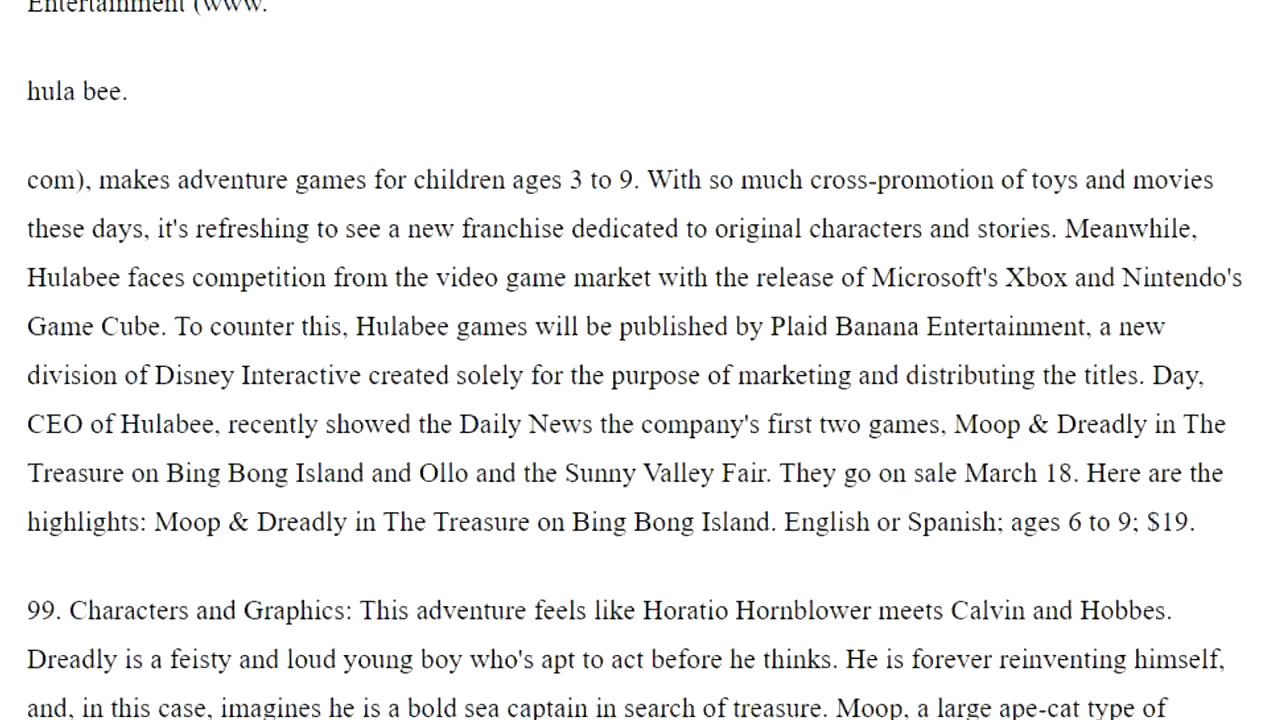 Entertainment (www.
hula bee.
com), makes adventure games for children ages 3 to 9. With so much cross-promotion of toys and movies
these days, it's refreshing to see a new franchise dedicated to original characters and stories. Meanwhile,
Hulabee faces competition from the video game market with the release of Microsoft's Xbox and Nintendo's
Game Cube. To counter this, Hulabee games will be published by Plaid Banana Entertainment, a new
division of Disney Interactive created solely for the purpose of marketing and distributing the titles. Day,
CEO of Hulabee, recently showed the Daily News the company's first two games, Moop & Dreadly in The
Treasure on Bing Bong Island and Ollo and the Sunny Valley Fair. They go on sale March 18. Here are the
highlights: Moop & Dreadly in The Treasure on Bing Bong Island. English or Spanish; ages 6 to 9; $19.
99. Characters and Graphics: This adventure feels like Horatio Hornblower meets Calvin and Hobbes.
Dreadly is a feisty and loud young boy who's apt to act before he thinks. He is forever reinventing himself,
and, in this case, imagines he is a bold sea captain in search of treasure. Moop, a large ape-cat type of